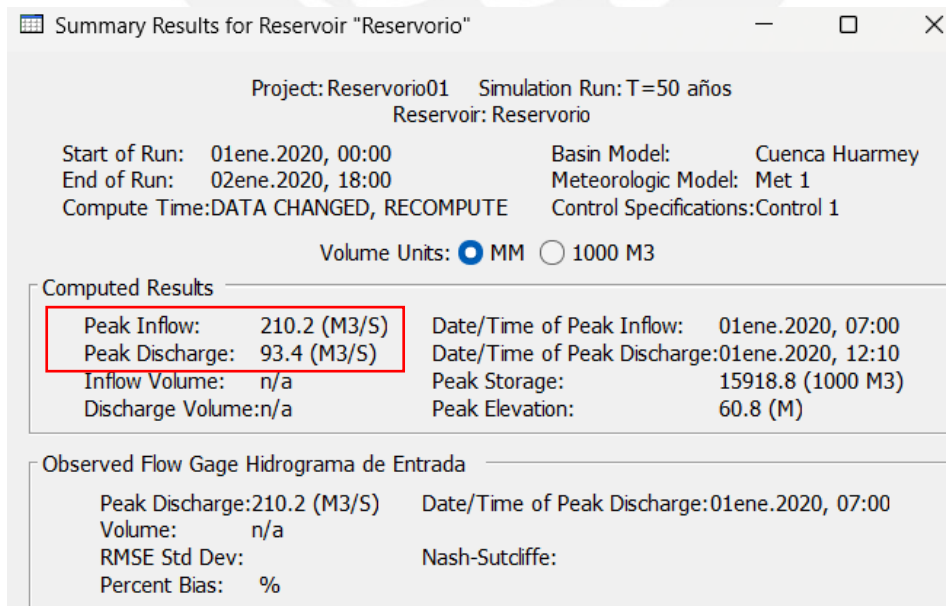 Summary Results for Reservoir "Reservorio"
Project: Reservorio01 Simulation Run: T=50 años
Reservoir: Reservorio
Start of Run: 01ene.2020, 00:00 Basin Model: Cuenca Huarmey
End of Run: 02ene.2020, 18:00 Meteorologic Model: Met 1
Compute Time:DATA CHANGED, RECOMPUTE Control Specifications:Control 1
Volume Units: MM 1000 M3
Computed Results
Peak Inflow: 210.2 (M3/S) Date/Time of Peak Inflow: 01ene.2020, 07:00
Peak Discharge: 93.4 (M3/S) Date/Time of Peak Discharge:01ene.2020, 12:10
Inflow Volume: n/a Peak Storage: 15918.8 (1000 M3)
Discharge Volume:n/a Peak Elevation: 60.8 (M)
Observed Flow Gage Hidrograma de Entrada
Peak Discharge:210.2 (M3/S) Date/Time of Peak Discharge:01ene.2020, 07:00
Volume: n/a
RMSE Std Dev: Nash-Sutcliffe:
Percent Bias: %